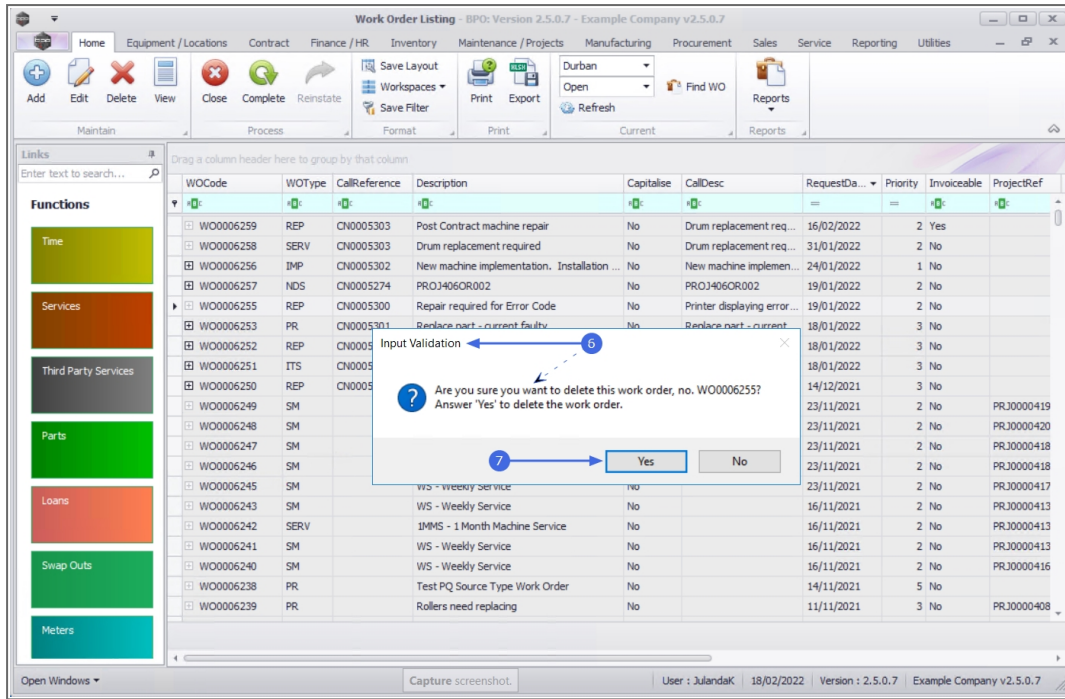 Work Order Listing - BPO: Version 2.5.0.7 - Example Company v2.5.0.7
Home Equipment / Locations Contract Finance / HR Inventory Maintenance / Projects Manufacturing Procurement Sales Service Reporting Utilities
Add Edit Delete View Close Complete Reinstate Save Layout Workspaces Save Filter Print Export Durban Open Refresh Find WO Reports
Maintain Process Format Print Current Reports
Links
Enter text to search...
Functions
Time
Services
Third Party Services
Parts
Loans
Swap Outs
Meters
Drag a column header here to group by that column
WOCode WOType CallReference Description Capitalise CallDesc RequestDa... Priority Invoiceable ProjectRef
WO0006259 REP CN0005303 Post Contract machine repair No Drum replacement req... 16/02/2022 2 Yes
WO0006258 SERV CN0005303 Drum replacement required No Drum replacement req... 31/01/2022 2 No
WO0006256 IMP CN0005302 New machine implementation. Installation ... No New machine implemen... 24/01/2022 1 No
WO0006257 NDS CN0005274 PROJ406OR002 No PROJ406OR002 19/01/2022 2 No
WO0006255 REP CN0005300 Repair required for Error Code No Printer displaying error... 19/01/2022 2 No
WO0006253 PR CN0005301 Replace part - current faulty No Replace part - current 18/01/2022 3 No
WO0006252 REP CN0005 18/01/2022 3 No
WO0006251 ITS CN0005 18/01/2022 3 No
WO0006250 REP CN0005 14/12/2021 3 No
WO0006249 SM 23/11/2021 2 No PRJ0000419
WO0006248 SM 23/11/2021 2 No PRJ0000420
WO0006247 SM 23/11/2021 2 No PRJ0000418
WO0006246 SM 23/11/2021 2 No PRJ0000418
WO0006245 SM WS - Weekly Service No 23/11/2021 2 No PRJ0000417
WO0006243 SM WS - Weekly Service No 16/11/2021 2 No PRJ0000413
WO0006242 SERV 1MMS - 1 Month Machine Service No 16/11/2021 2 No PRJ0000413
WO0006241 SM WS - Weekly Service No 16/11/2021 2 No PRJ0000413
WO0006240 SM WS - Weekly Service No 16/11/2021 2 No PRJ0000416
WO0006238 PR Test PQ Source Type Work Order No 14/11/2021 5 No
WO0006239 PR Rollers need replacing No 11/11/2021 3 No PRJ0000408
Input Validation 6
Are you sure you want to delete this work order, no. WO0006255?
Answer 'Yes' to delete the work order.
7 Yes No
Open Windows Capture screenshot. User : JulandaK 18/02/2022 Version : 2.5.0.7 Example Company v2.5.0.7